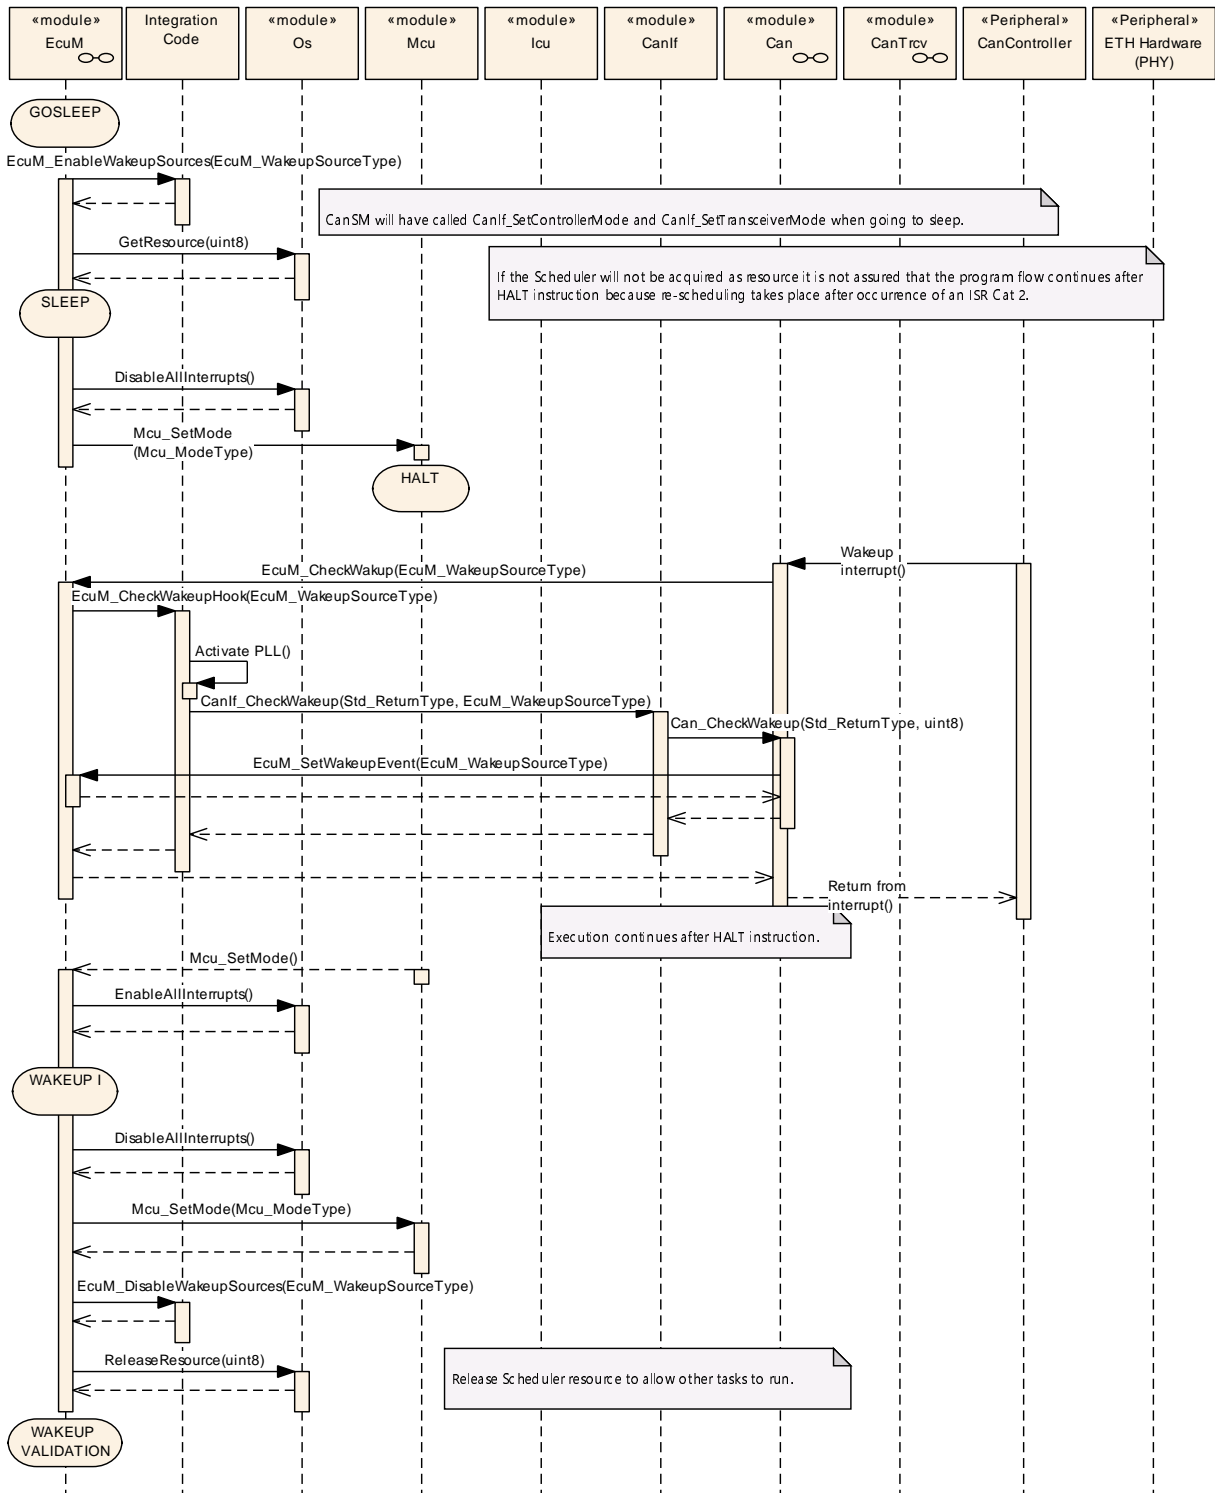 «module»
EcuM
Integration
Code
«module»
Os
«module»
Mcu
«module»
Icu
«module»
CanIf
«module»
Can
«module»
CanTrcv
«Peripheral»
CanController
«Peripheral»
ETH Hardware
(PHY)
GOSLEEP
EcuM_EnableWakeupSources(EcuM_WakeupSourceType)
CanSM will have called CanIf_SetControllerMode and CanIf_SetTransceiverMode when going to sleep.
GetResource(uint8)
If the Scheduler will not be acquired as resource it is not assured that the program flow continues after
HALT instruction because re-scheduling takes place after occurrence of an ISR Cat 2.
SLEEP
DisableAllInterrupts()
Mcu_SetMode
(Mcu_ModeType)
HALT
Wakeup
interrupt()
EcuM_CheckWakup(EcuM_WakeupSourceType)
EcuM_CheckWakeupHook(EcuM_WakeupSourceType)
Activate PLL()
CanIf_CheckWakeup(Std_ReturnType, EcuM_WakeupSourceType)
Can_CheckWakeup(Std_ReturnType, uint8)
EcuM_SetWakeupEvent(EcuM_WakeupSourceType)
Return from
interrupt()
Execution continues after HALT instruction.
Mcu_SetMode()
EnableAllInterrupts()
WAKEUP I
DisableAllInterrupts()
Mcu_SetMode(Mcu_ModeType)
EcuM_DisableWakeupSources(EcuM_WakeupSourceType)
ReleaseResource(uint8)
Release Scheduler resource to allow other tasks to run.
WAKEUP
VALIDATION